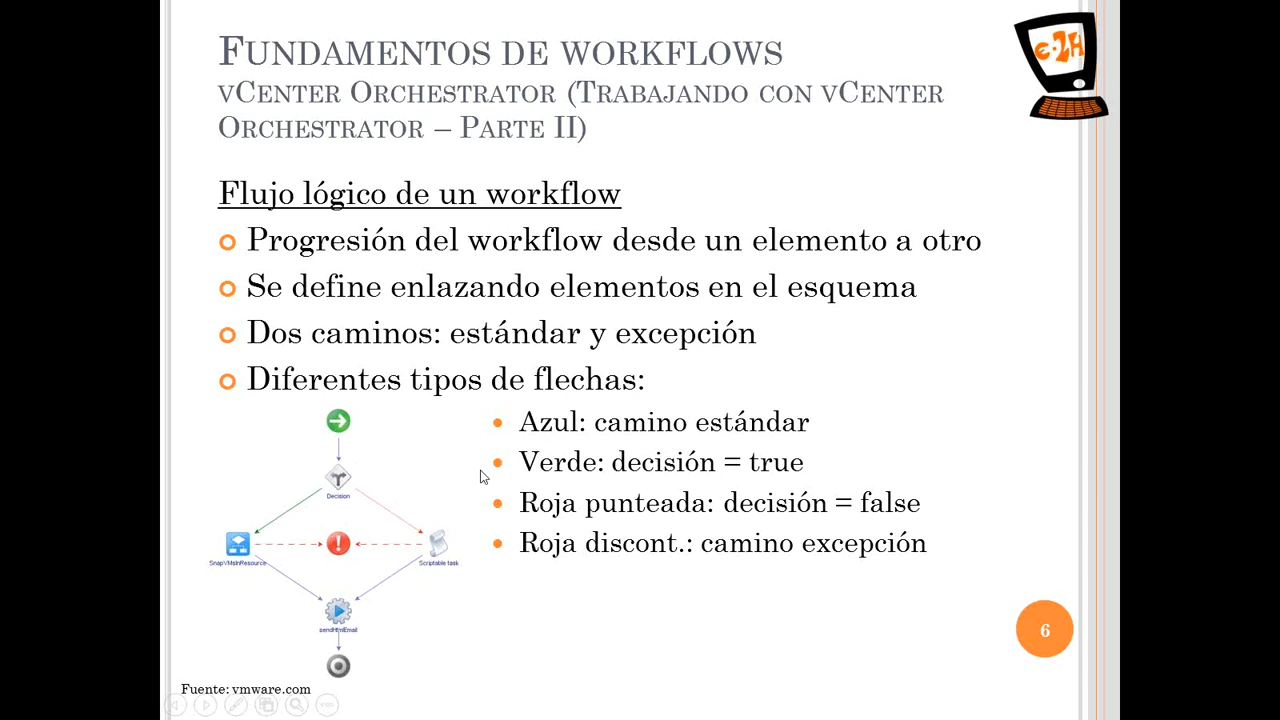 FUNDAMENTOS DE WORKFLOWS
VCENTER ORCHESTRATOR (TRABAJANDO CON VCENTER
ORCHESTRATOR – PARTE II)
e-2H
Flujo lógico de un workflow
Progresión del workflow desde un elemento a otro
Se define enlazando elementos en el esquema
Dos caminos: estándar y excepción
Diferentes tipos de flechas:
Azul: camino estándar
Verde: decisión = true
Roja punteada: decisión = false
Roja discont.: camino excepción
Decision
SnapVMsInResource
Scriptable task
sendHtmlEmail
6
Fuente: vmware.com